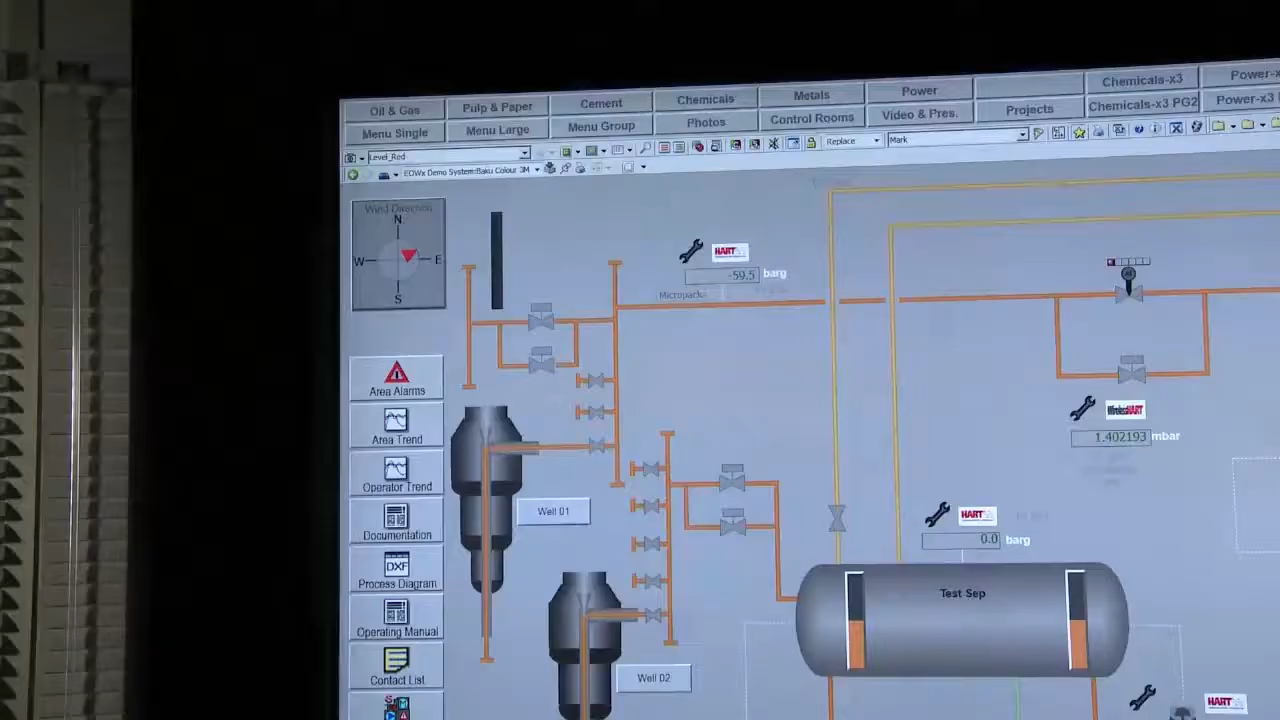 Oil & Gas Pulp & Paper Cement Chemicals Metals Power Chemicals-x3 Power-x
Menu Single Menu Large Menu Group Photos Control Rooms Video & Pres. Projects Chemicals-x3 PG2 Power-x3
Level_Red Replace Mark
EOWx Demo System:Baku Colour 3M
Wind Direction
N
W E
S
HART
-59.5 barg
Micropack
Area Alarms
Area Trend
WirelessHART
1.402193 mbar
Operator Trend
Well 01
HART
0.0 barg
Documentation
DXF
Process Diagram
Test Sep
Operating Manual
Contact List
Well 02
HART